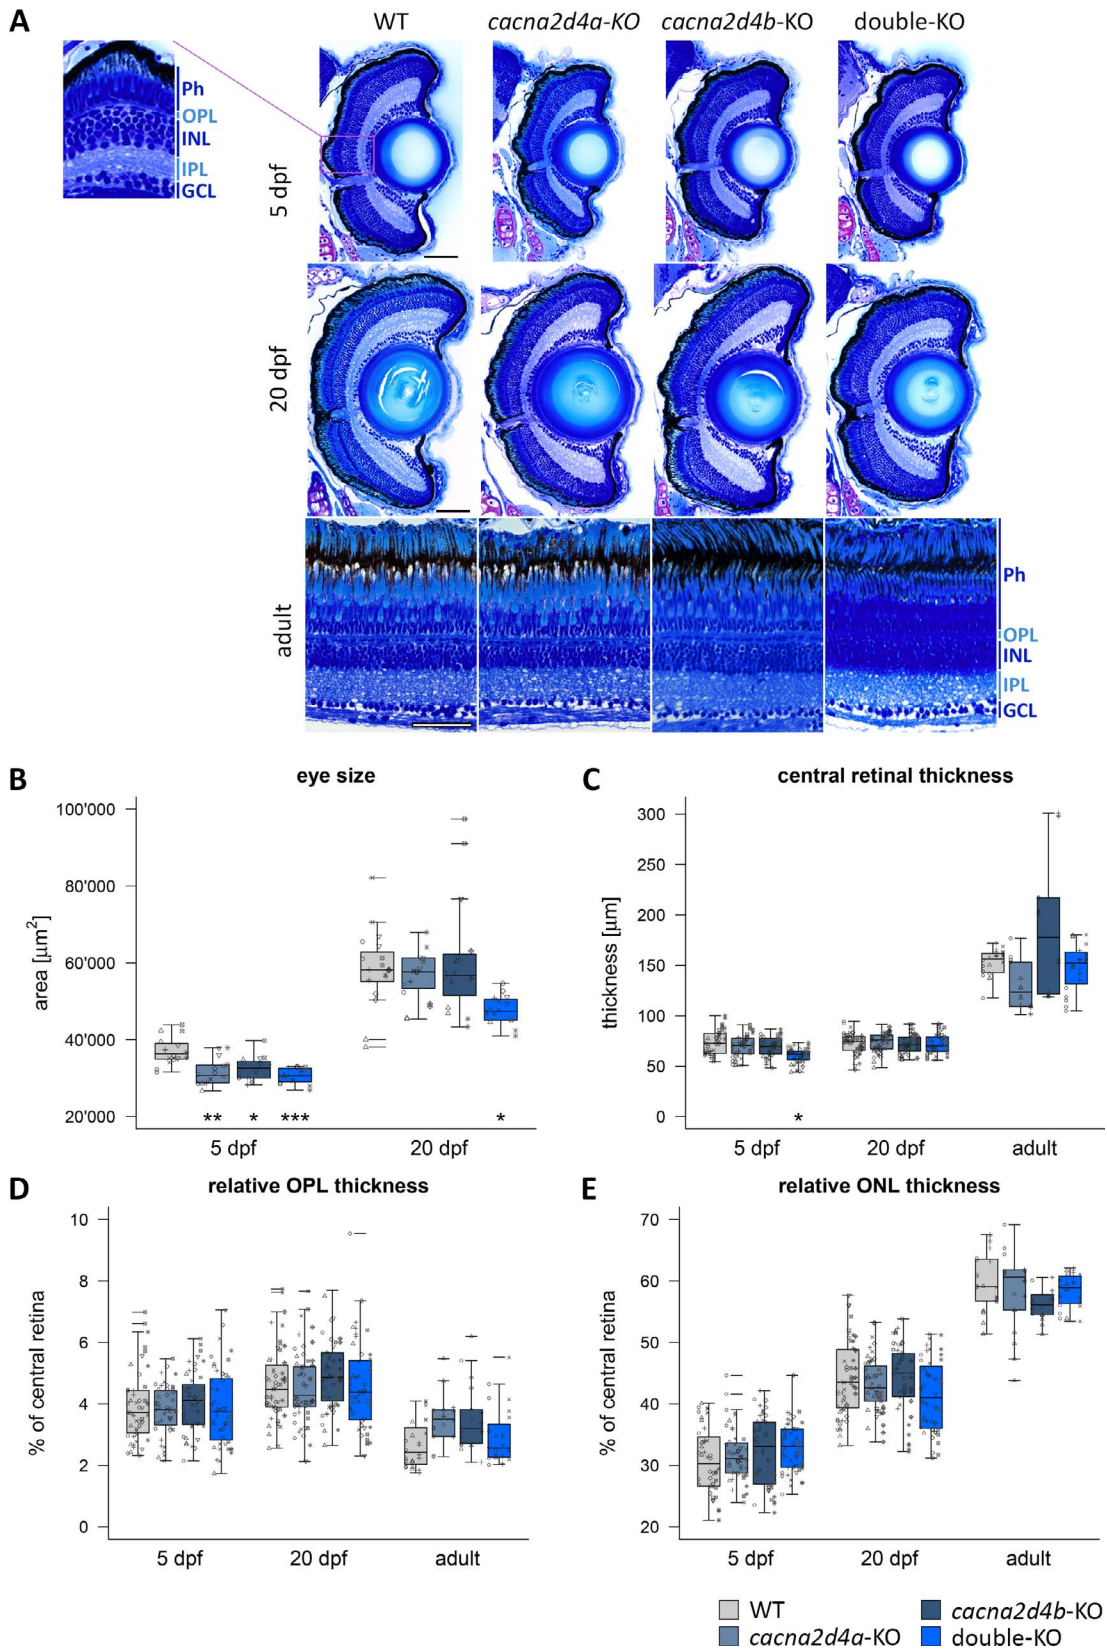 A
WT
cacna2d4a-KO
cacna2d4b-KO
double-KO
Ph
OPL
INL
IPL
GCL
5 dpf
20 dpf
adult
Ph
OPL
INL
IPL
GCL
B
eye size
100'000
80'000
60'000
40'000
20'000
area [µm²]
** * *** *
5 dpf
20 dpf
C
central retinal thickness
300
250
200
150
100
50
0
thickness [µm]
*
5 dpf
20 dpf
adult
D
relative OPL thickness
10
8
6
4
2
0
% of central retina
5 dpf
20 dpf
adult
E
relative ONL thickness
70
60
50
40
30
20
% of central retina
5 dpf
20 dpf
adult
WT
cacna2d4b-KO
cacna2d4a-KO
double-KO